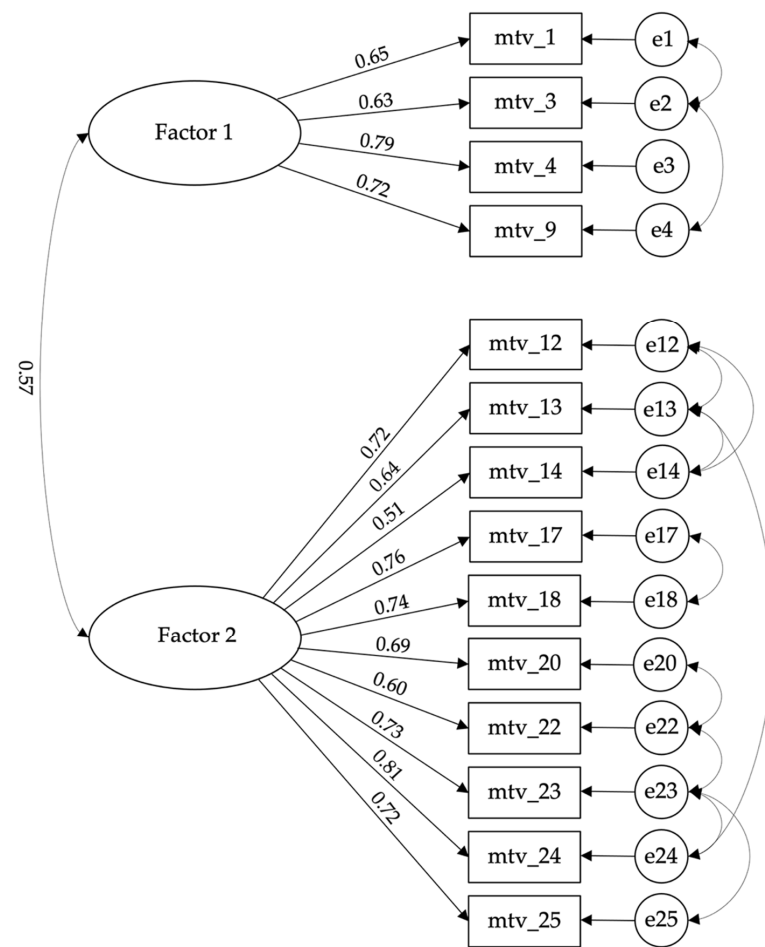 0.65
mtv_1
e1
0.63
mtv_3
e2
Factor 1
0.79
mtv_4
e3
0.72
mtv_9
e4
0.57
0.72
mtv_12
e12
0.64
mtv_13
e13
0.51
mtv_14
e14
0.76
mtv_17
e17
0.74
mtv_18
e18
Factor 2
0.69
mtv_20
e20
0.60
mtv_22
e22
0.73
mtv_23
e23
0.81
mtv_24
e24
0.72
mtv_25
e25